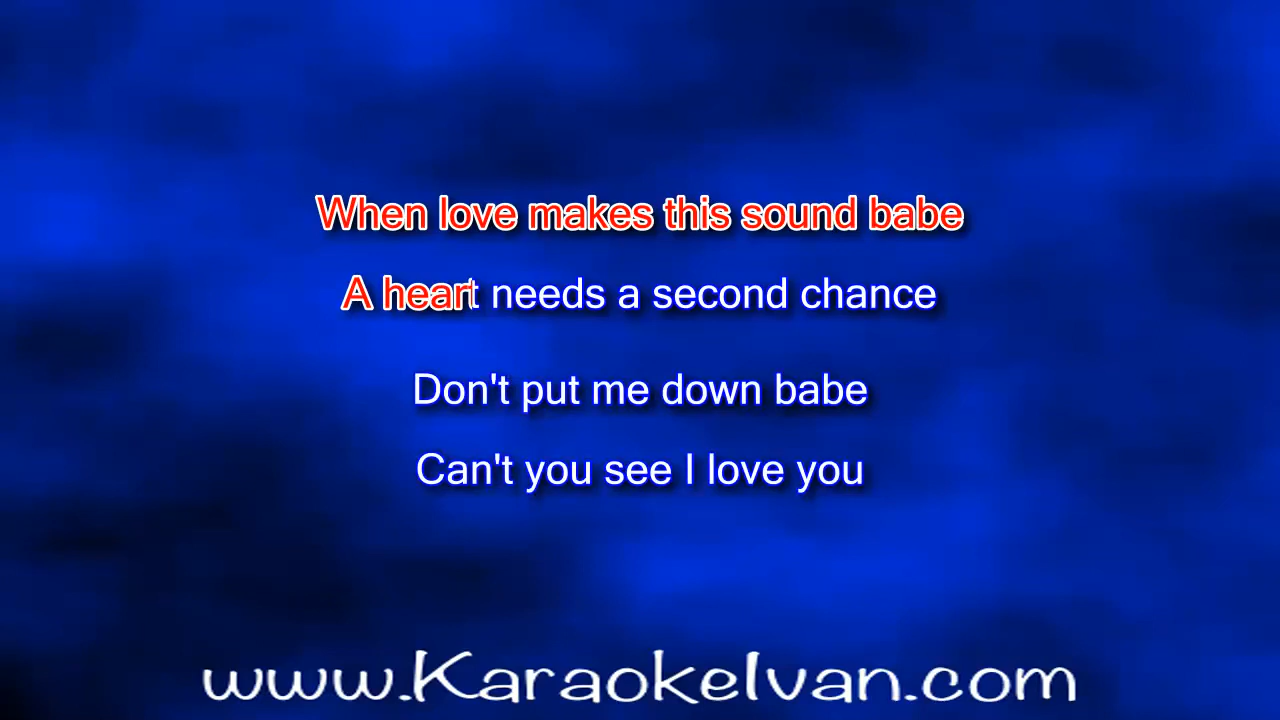 When love makes this sound babe
A heart needs a second chance
Don't put me down babe
Can't you see I love you
www.KaraokeIvan.com